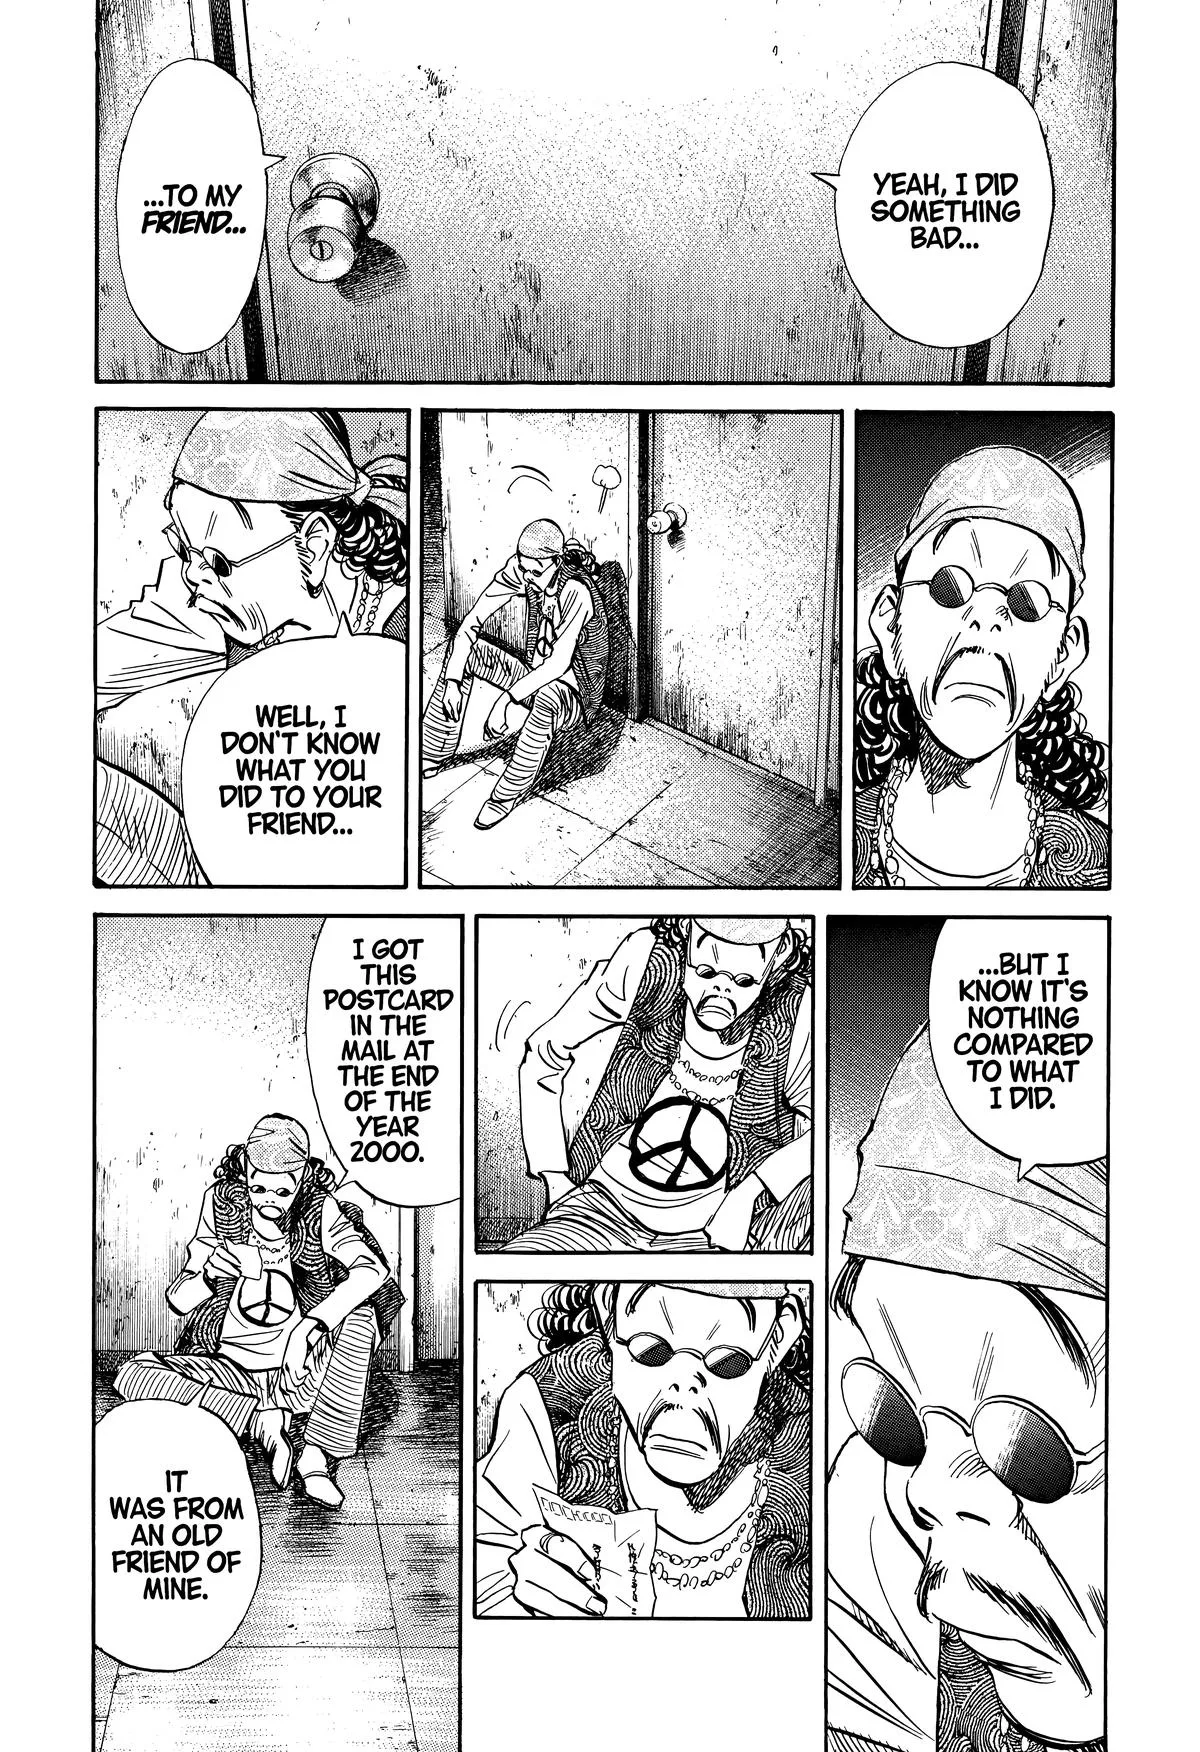 YEAH, I DID
SOMETHING
BAD...
...TO MY
FRIEND...
WELL, I
DON'T KNOW
WHAT YOU
DID TO YOUR
FRIEND...
...BUT I
KNOW IT'S
NOTHING
COMPARED
TO WHAT
I DID.
I GOT
THIS
POSTCARD
IN THE
MAIL AT
THE END
OF THE
YEAR
2000.
IT
WAS FROM
AN OLD
FRIEND OF
MINE.